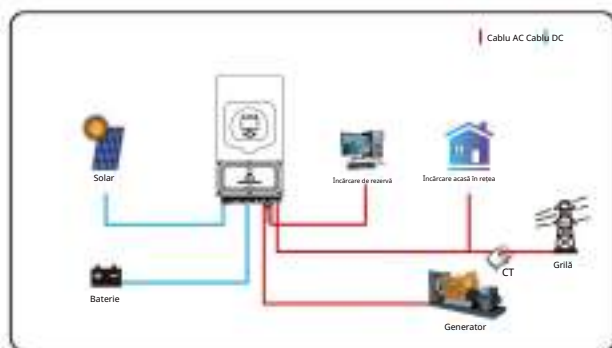 Cablu AC Cablu DC
Solar
Încărcare de rezervă
Încărcare acasă în rețea
CT
Grilă
Baterie
Generator